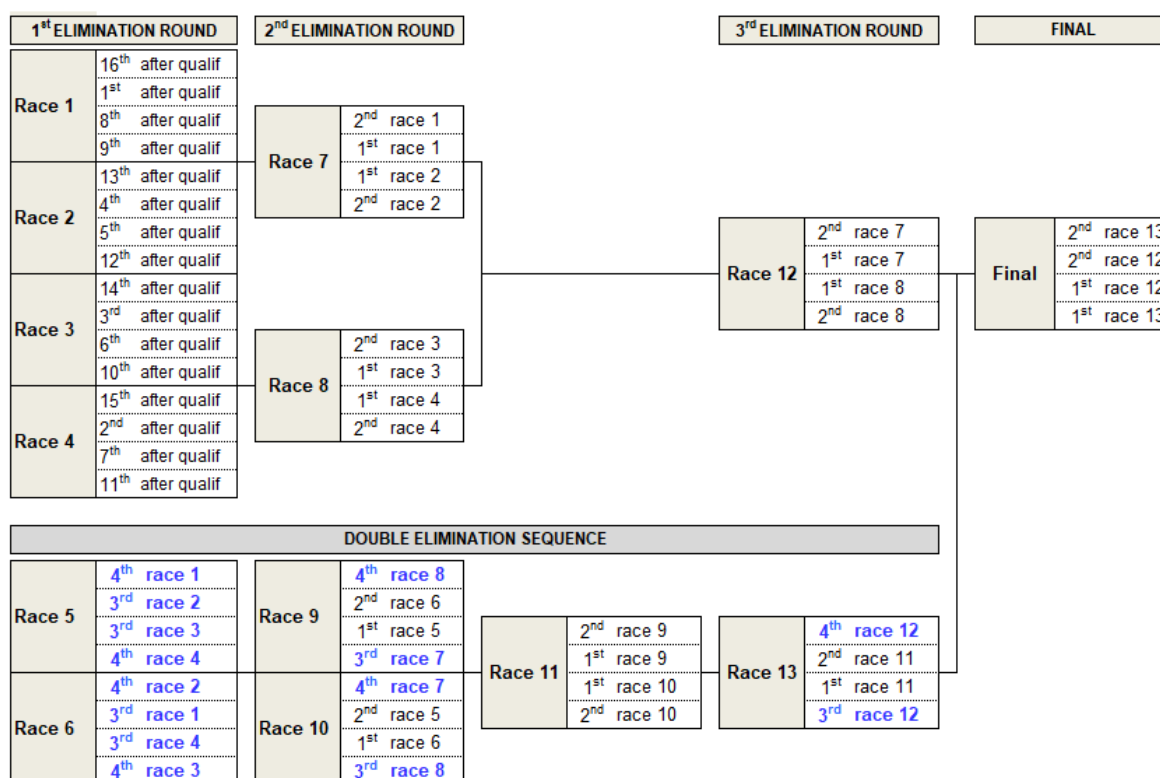 1st ELIMINATION ROUND
2nd ELIMINATION ROUND
3rd ELIMINATION ROUND
FINAL
Race 1
16th after qualif
1st after qualif
8th after qualif
9th after qualif
Race 2
13th after qualif
4th after qualif
5th after qualif
12th after qualif
Race 3
14th after qualif
3rd after qualif
6th after qualif
10th after qualif
Race 4
15th after qualif
2nd after qualif
7th after qualif
11th after qualif
Race 7
2nd race 1
1st race 1
1st race 2
2nd race 2
Race 8
2nd race 3
1st race 3
1st race 4
2nd race 4
Race 12
2nd race 7
1st race 7
1st race 8
2nd race 8
Final
2nd race 13
2nd race 12
1st race 12
1st race 13
DOUBLE ELIMINATION SEQUENCE
Race 5
4th race 1
3rd race 2
3rd race 3
4th race 4
Race 6
4th race 2
3rd race 1
3rd race 4
4th race 3
Race 9
4th race 8
2nd race 6
1st race 5
3rd race 7
Race 10
4th race 7
2nd race 5
1st race 6
3rd race 8
Race 11
2nd race 9
1st race 9
1st race 10
2nd race 10
Race 13
4th race 12
2nd race 11
1st race 11
3rd race 12